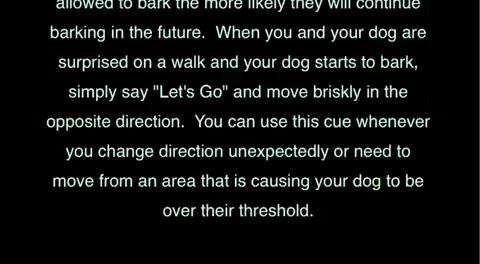 allowed to bark the more likely they will continue
barking in the future.  When you and your dog are
surprised on a walk and your dog starts to bark,
simply say "Let's Go" and move briskly in the
opposite direction.  You can use this cue whenever
you change direction unexpectedly or need to
move from an area that is causing your dog to be
over their threshold.